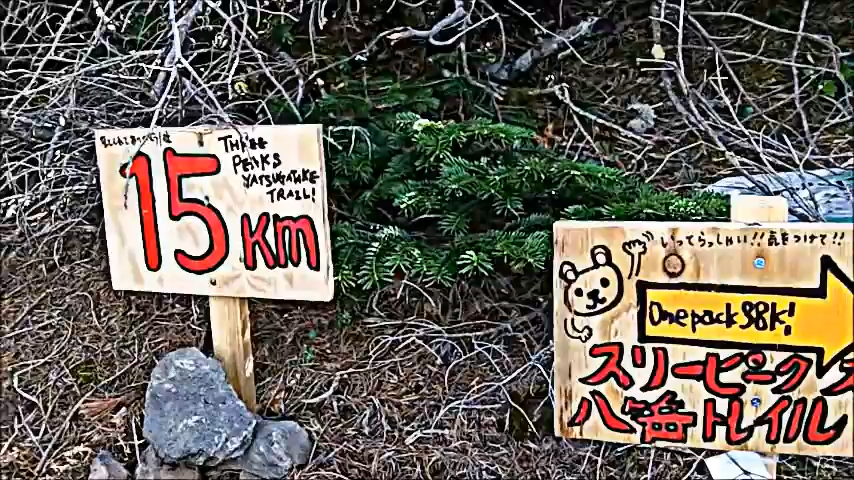 THREE
PEAKS
YATSUGATAKE
TRAIL!
15 Km
いってらっしゃい!! 気をつけて!!
One pack 38K!
スリーピークス
八ヶ岳トレイル